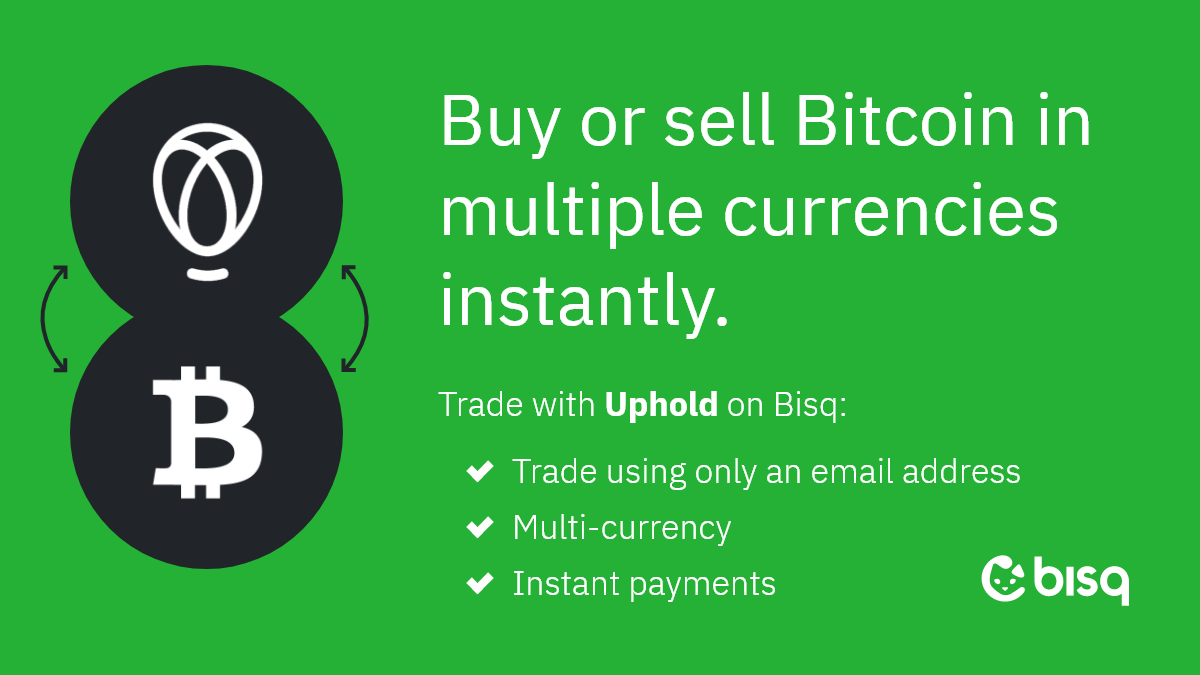 Buy or sell Bitcoin in
multiple currencies
instantly.
Trade with Uphold on Bisq:
Trade using only an email address
Multi-currency
Instant payments
bisq